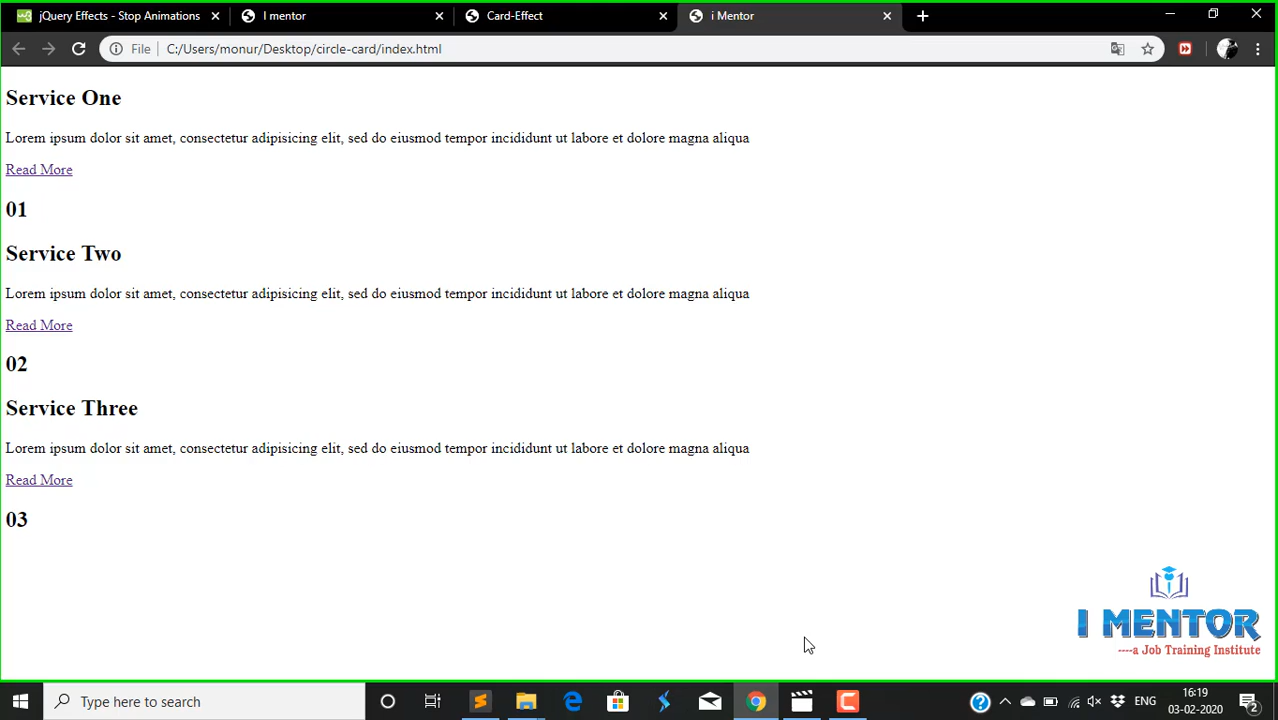 jQuery Effects - Stop Animations
I mentor
Card-Effect
i Mentor
File
C:/Users/monur/Desktop/circle-card/index.html
Service One
Lorem ipsum dolor sit amet, consectetur adipisicing elit, sed do eiusmod tempor incididunt ut labore et dolore magna aliqua
Read More
01
Service Two
Lorem ipsum dolor sit amet, consectetur adipisicing elit, sed do eiusmod tempor incididunt ut labore et dolore magna aliqua
Read More
02
Service Three
Lorem ipsum dolor sit amet, consectetur adipisicing elit, sed do eiusmod tempor incididunt ut labore et dolore magna aliqua
Read More
03
I MENTOR
----a Job Training Institute
Type here to search
ENG
16:19
03-02-2020
2